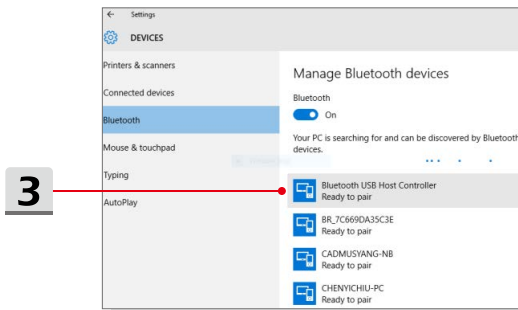 Settings
DEVICES
Printers & scanners
Connected devices
Bluetooth
Mouse & touchpad
Typing
AutoPlay
Manage Bluetooth devices
Bluetooth
On
Your PC is searching for and can be discovered by Bluetooth
devices.
3
Bluetooth USB Host Controller
Ready to pair
BR_7C669DA35C3E
Ready to pair
CADMUSYANG-NB
Ready to pair
CHENYICHIU-PC
Ready to pair